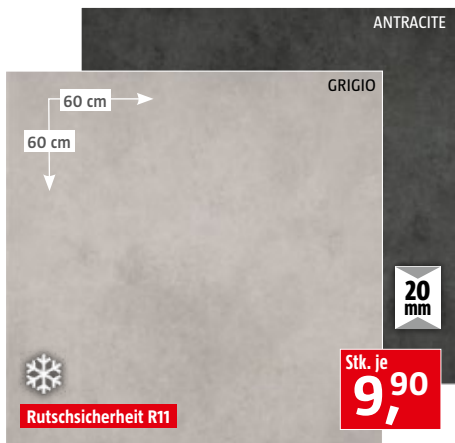 ANTRACITE
GRIGIO
60 cm
60 cm
20
mm
Stk. je
9,90
Rutschsicherheit R11